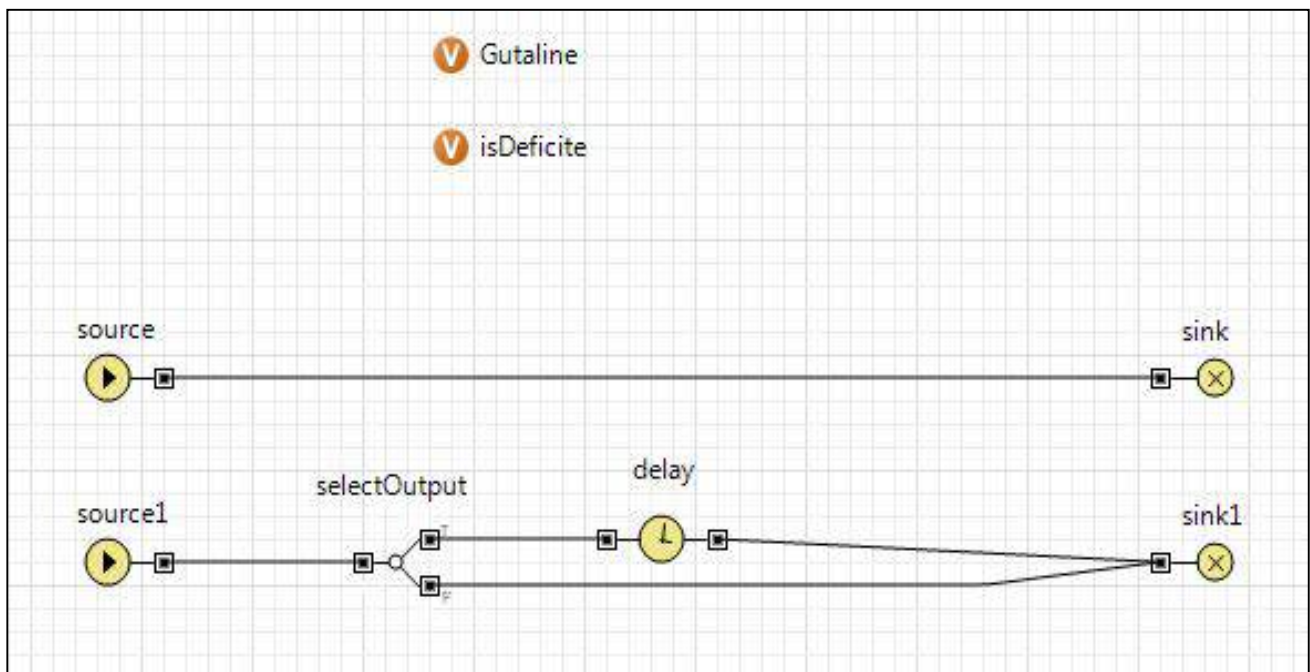 V Gutaline
V isDeficite
source
sink
selectOutput
delay
source1
sink1
T
F